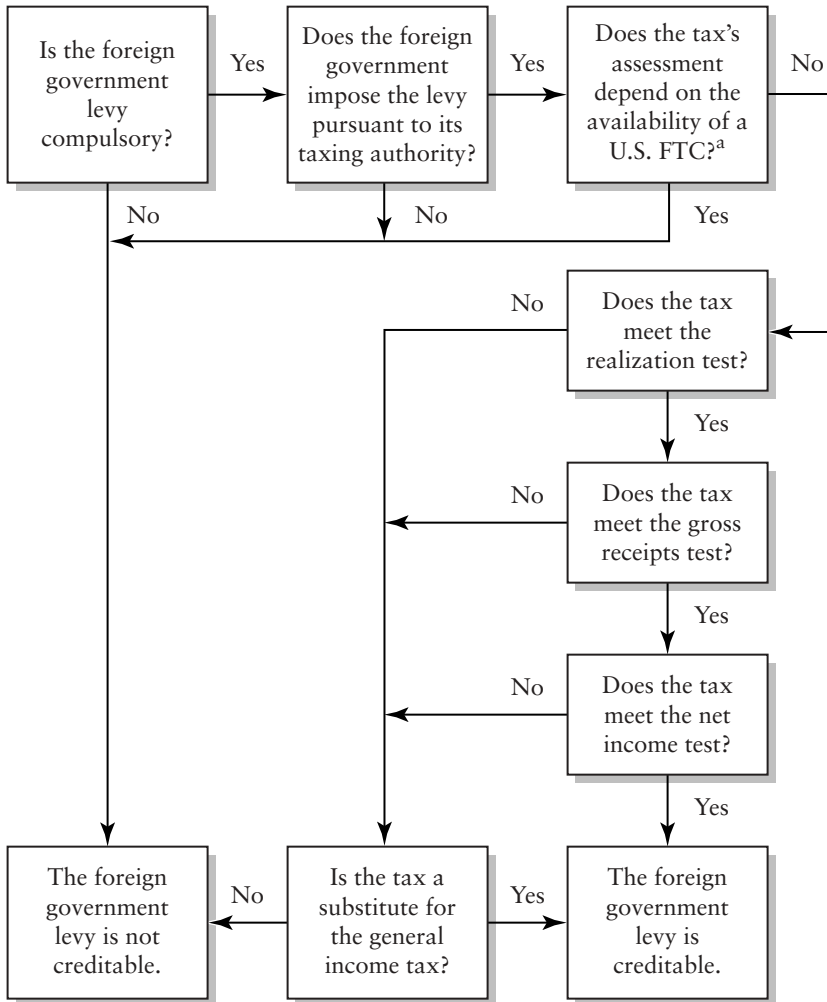 Is the foreign
government
levy
compulsory?
Yes
Does the foreign
government
impose the levy
pursuant to its
taxing authority?
Yes
Does the tax's
assessment
depend on the
availability of a
U.S. FTC?a
No
No
No
Yes
No
Does the tax
meet the
realization test?
Yes
No
Does the tax
meet the gross
receipts test?
Yes
No
Does the tax
meet the net
income test?
Yes
The foreign
government
levy is not
creditable.
No
Is the tax a
substitute for
the general
income tax?
Yes
The foreign
government
levy is
creditable.